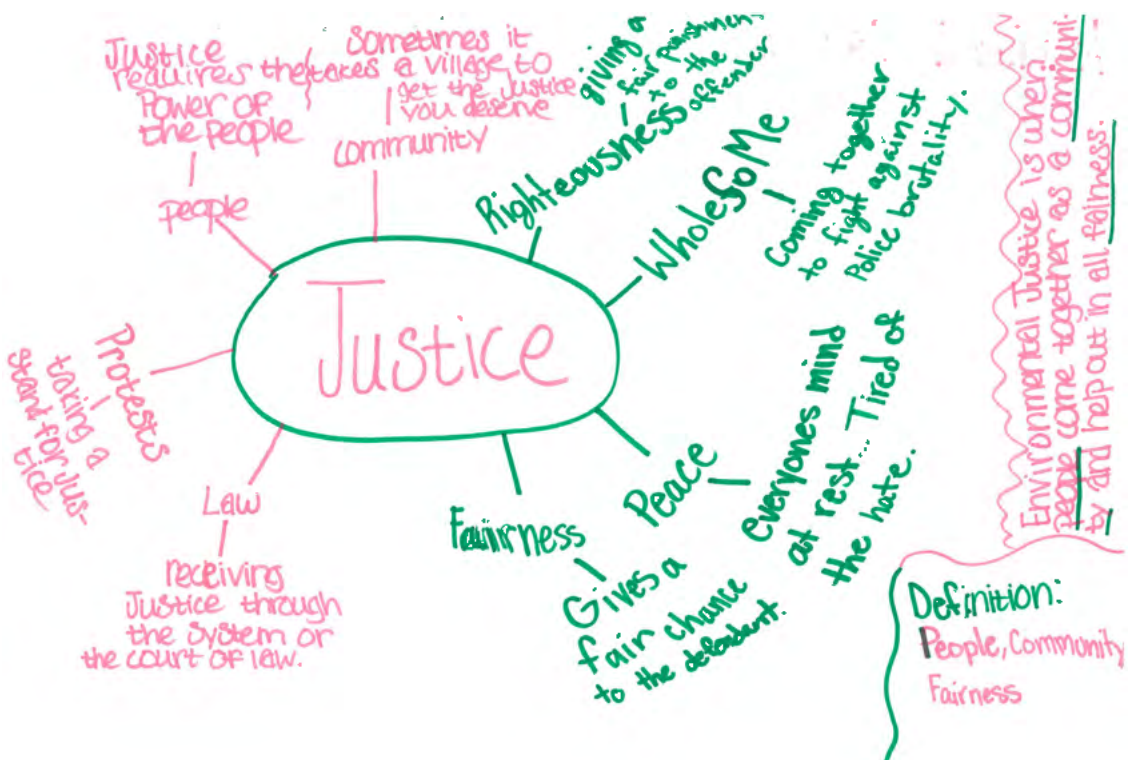 Justice
Justice
requires the
Power of
the people
people
Sometimes it
takes a village to
get the Justice
you deserve
community
Righteousness
giving a
fair punishment
to the
offender
Wholesome
Coming together
to fight against
Police brutality.
Peace
everyones mind
at rest... Tired of
the hate.
Fairness
Gives a
fair chance
to the defendant.
Law
receiving
Justice through
the System or
the court of law.
Protests
taking a
stand for Jus-
tice
Environmental Justice is when
people come together as a communi-
ty and help out in all fairness.
Definition:
People, Community
Fairness